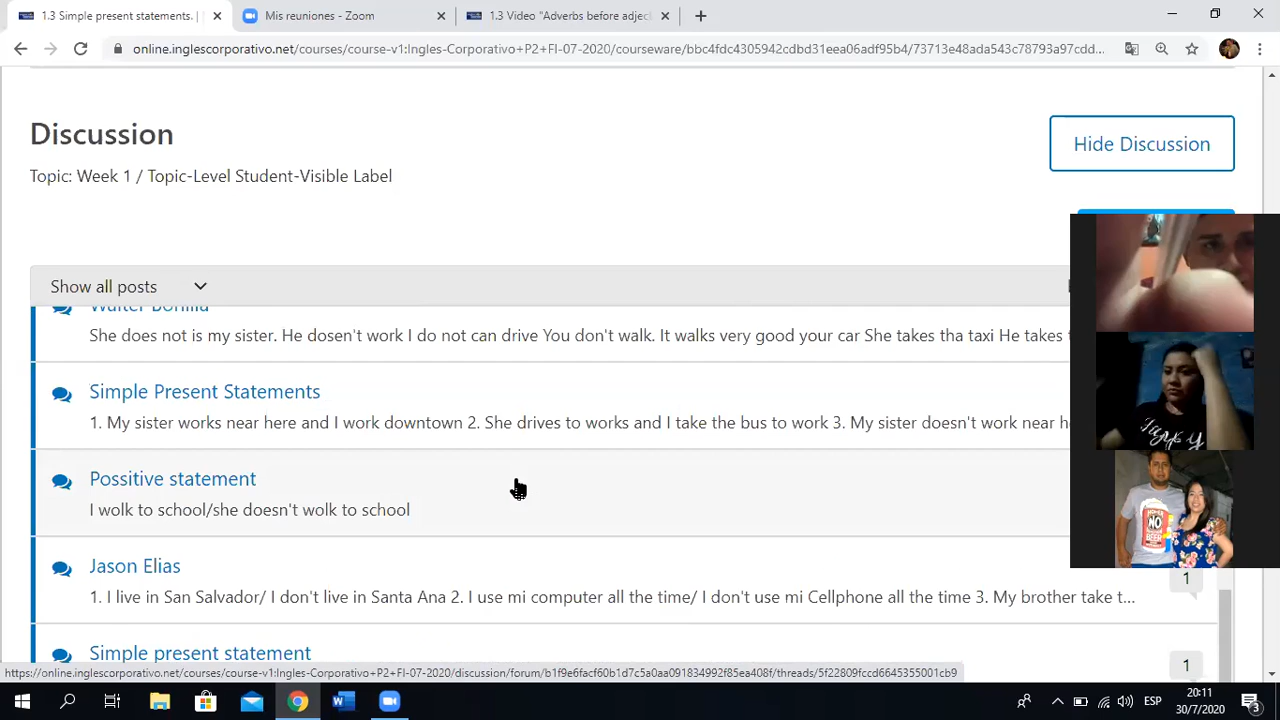 1.3 Simple present statements. |
Mis reuniones - Zoom
1.3 Video "Adverbs before adject
online.inglescorporativo.net/courses/course-v1:Ingles-Corporativo+P2+FI-07-2020/courseware/bbc4fdc4305942cdbd31eea06adf95b4/73713e48ada543c78793a97cdd...
Discussion
Hide Discussion
Topic: Week 1 / Topic-Level Student-Visible Label
Show all posts
Walter Bonilla
She does not is my sister. He dosen't work I do not can drive You don't walk. It walks very good your car She takes tha taxi He takes t
Simple Present Statements
1. My sister works near here and I work downtown 2. She drives to works and I take the bus to work 3. My sister doesn't work near he
Possitive statement
I wolk to school/she doesn't wolk to school
Jason Elias
1
1. I live in San Salvador/ I don't live in Santa Ana 2. I use mi computer all the time/ I don't use mi Cellphone all the time 3. My brother take t...
Simple present statement
1
https://online.inglescorporativo.net/courses/course-v1:Ingles-Corporativo+P2+FI-07-2020/discussion/forum/b1f9e6facf60b1d7c5a0aa091834992f85ea408f/threads/5f22809fccd6645355001cb9
NO
BEER
ESP
20:11
30/7/2020
3